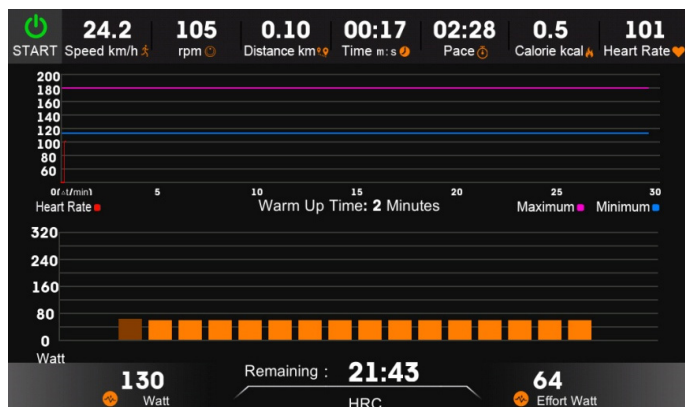 24.2 105 0.10 00:17 02:28 0.5 101
START Speed km/h rpm Distance km Time m:s Pace Calorie kcal Heart Rate
200
180
160
140
120
100
80
60
0(△t/min) 5 10 15 20 25 30
Heart Rate Warm Up Time: 2 Minutes Maximum Minimum
320
240
160
80
0
Watt
130 Remaining : 21:43 64
Watt HRC Effort Watt